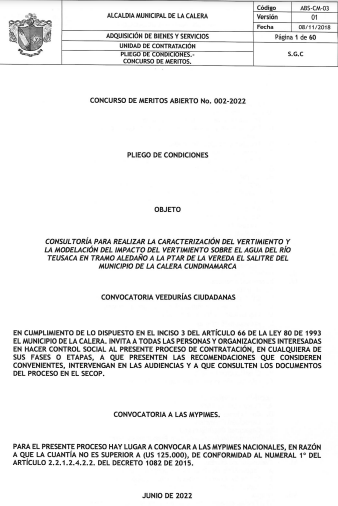 ALCALDIA MUNICIPAL DE LA CALERA
Código ABS-CM-03
Versión 01
Fecha 08/11/2018
ADQUISICIÓN DE BIENES Y SERVICIOS
Página 1 de 60
UNIDAD DE CONTRATACIÓN
PLIEGO DE CONDICIONES.-
CONCURSO DE MERITOS.
S.G.C
CONCURSO DE MERITOS ABIERTO No. 002-2022
PLIEGO DE CONDICIONES
OBJETO
CONSULTORÍA PARA REALIZAR LA CARACTERIZACIÓN DEL VERTIMIENTO Y
LA MODELACIÓN DEL IMPACTO DEL VERTIMIENTO SOBRE EL AGUA DEL RÍO
TEUSACA EN TRAMO ALEDAÑO A LA PTAR DE LA VEREDA EL SALITRE DEL
MUNICIPIO DE LA CALERA CUNDINAMARCA
CONVOCATORIA VEEDURÍAS CIUDADANAS
EN CUMPLIMIENTO DE LO DISPUESTO EN EL INCISO 3 DEL ARTÍCULO 66 DE LA LEY 80 DE 1993
EL MUNICIPIO DE LA CALERA. INVITA A TODAS LAS PERSONAS Y ORGANIZACIONES INTERESADAS
EN HACER CONTROL SOCIAL AL PRESENTE PROCESO DE CONTRATACIÓN, EN CUALQUIERA DE
SUS FASES O ETAPAS, A QUE PRESENTEN LAS RECOMENDACIONES QUE CONSIDEREN
CONVENIENTES, INTERVENGAN EN LAS AUDIENCIAS Y A QUE CONSULTEN LOS DOCUMENTOS
DEL PROCESO EN EL SECOP.
CONVOCATORIA A LAS MYPIMES.
PARA EL PRESENTE PROCESO HAY LUGAR A CONVOCAR A LAS MYPIMES NACIONALES, EN RAZÓN
A QUE LA CUANTÍA NO ES SUPERIOR A (US 125.000), DE CONFORMIDAD AL NUMERAL 1° DEL
ARTÍCULO 2.2.1.2.4.2.2. DEL DECRETO 1082 DE 2015.
JUNIO DE 2022